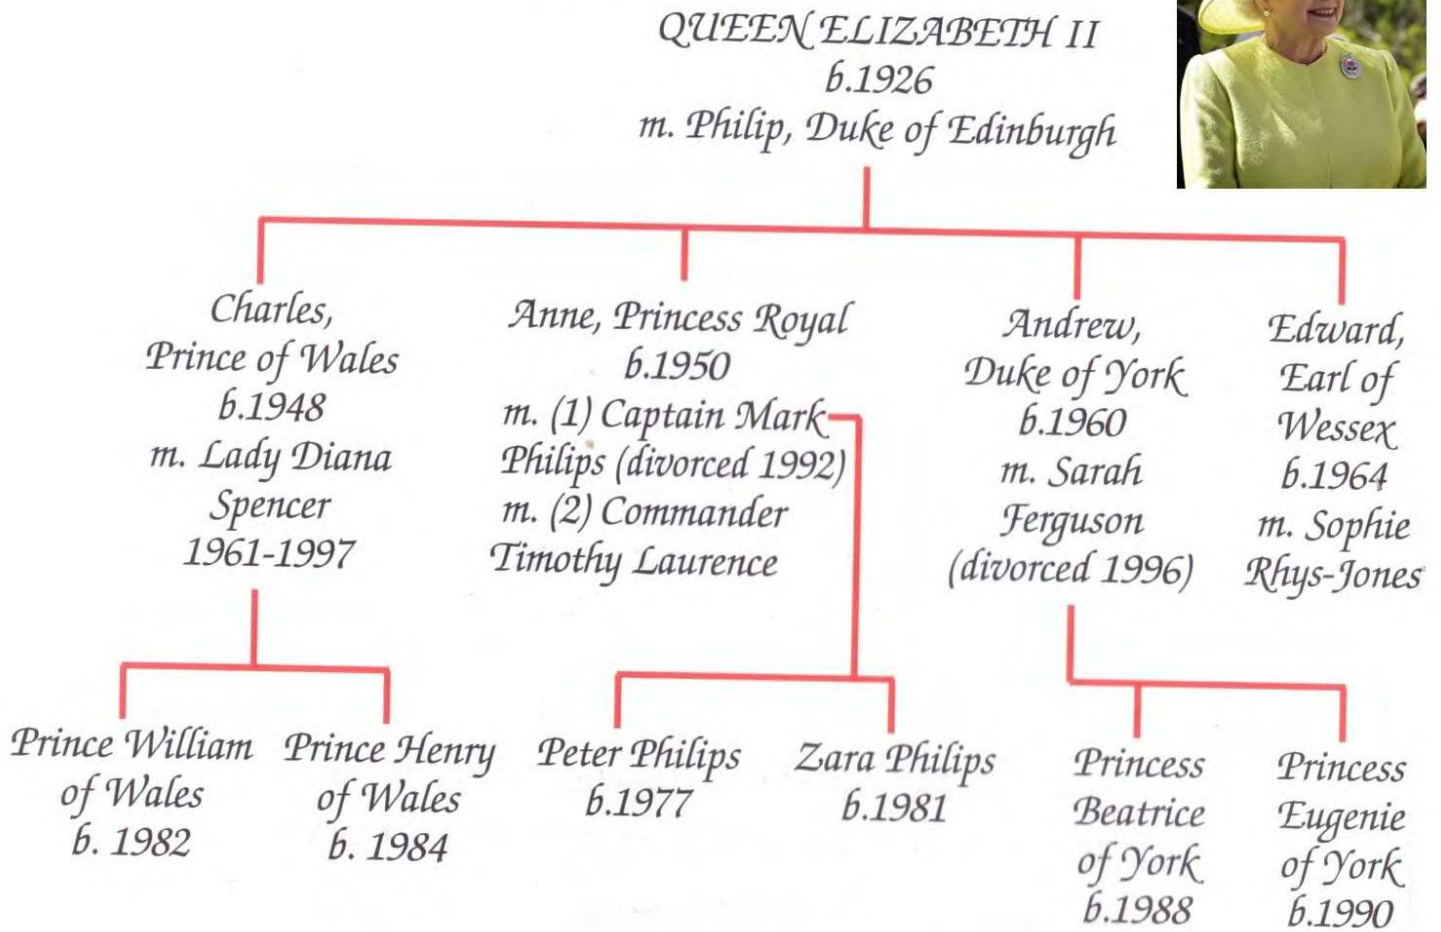 QUEEN ELIZABETH II
b.1926
m. Philip, Duke of Edinburgh
Charles,
Prince of Wales
b.1948
m. Lady Diana
Spencer
1961-1997
Anne, Princess Royal
b.1950
m. (1) Captain Mark
Philips (divorced 1992)
m. (2) Commander
Timothy Laurence
Andrew,
Duke of York
b.1960
m. Sarah
Ferguson
(divorced 1996)
Edward,
Earl of
Wessex
b.1964
m. Sophie
Rhys-Jones
Prince William
of Wales
b. 1982
Prince Henry
of Wales
b. 1984
Peter Philips
b.1977
Zara Philips
b.1981
Princess
Beatrice
of York
b.1988
Princess
Eugenie
of York
b.1990